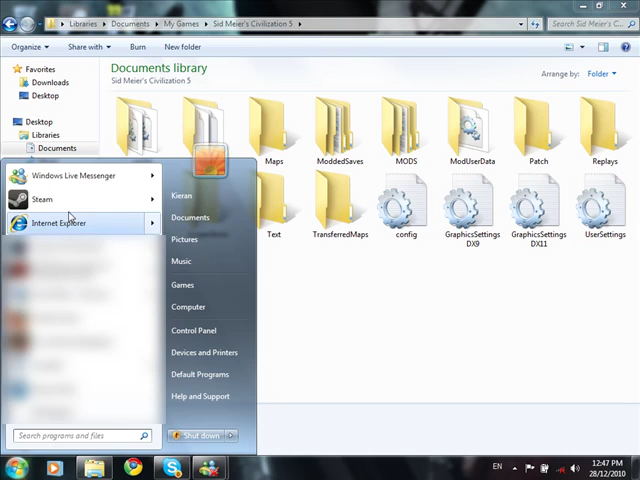 Libraries ▸ Documents ▸ My Games ▸ Sid Meier's Civilization 5 ▸
Search Sid Meier's C...
Organize
Share with
Burn
New folder
Favorites
Downloads
Desktop
Desktop
Libraries
Documents
Documents library
Sid Meier's Civilization 5
Arrange by: Folder
Maps
ModdedSaves
MODS
ModUserData
Patch
Replays
Text
TransferredMaps
config
GraphicsSettings
DX9
GraphicsSettings
DX11
UserSettings
Windows Live Messenger
Steam
Internet Explorer
Kieran
Documents
Pictures
Music
Games
Computer
Control Panel
Devices and Printers
Default Programs
Help and Support
Search programs and files
Shut down
EN
12:47 PM
28/12/2010